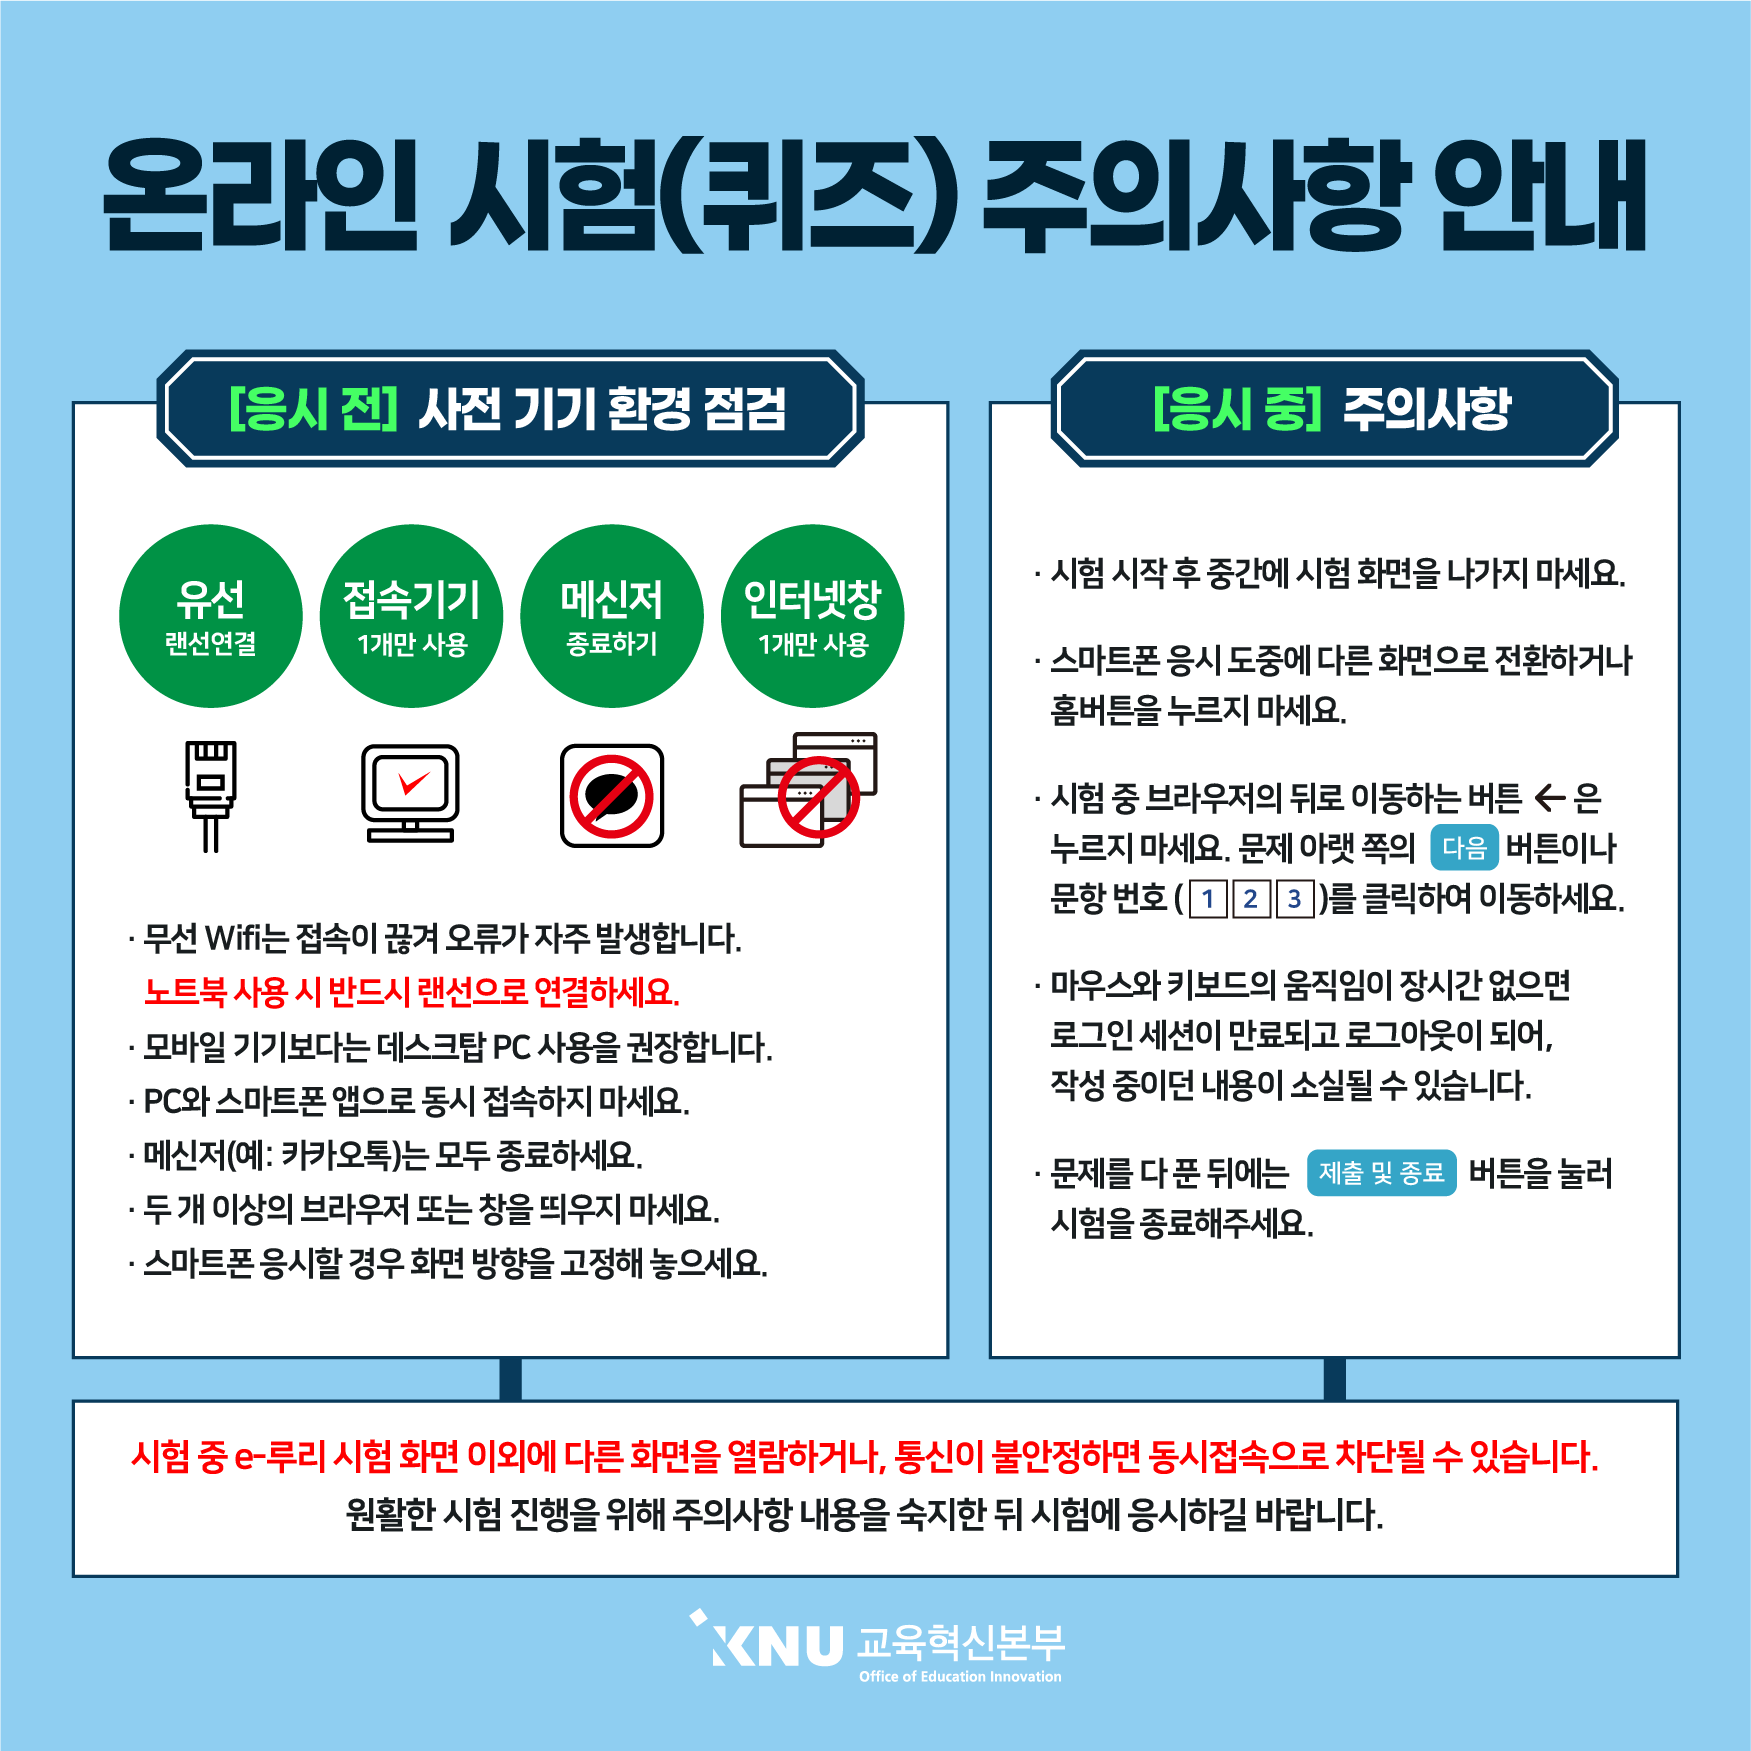 온라인 시험(퀴즈) 주의사항 안내
[응시 전] 사전 기기 환경 점검
유선
랜선연결
접속기기
1개만 사용
메신저
종료하기
인터넷창
1개만 사용
· 무선 Wifi는 접속이 끊겨 오류가 자주 발생합니다.
노트북 사용 시 반드시 랜선으로 연결하세요.
· 모바일 기기보다는 데스크탑 PC 사용을 권장합니다.
· PC와 스마트폰 앱으로 동시 접속하지 마세요.
· 메신저(예: 카카오톡)는 모두 종료하세요.
· 두 개 이상의 브라우저 또는 창을 띄우지 마세요.
· 스마트폰 응시할 경우 화면 방향을 고정해 놓으세요.
[응시 중] 주의사항
· 시험 시작 후 중간에 시험 화면을 나가지 마세요.
· 스마트폰 응시 도중에 다른 화면으로 전환하거나
홈버튼을 누르지 마세요.
· 시험 중 브라우저의 뒤로 이동하는 버튼 ← 은
누르지 마세요. 문제 아랫 쪽의 다음 버튼이나
문항 번호 ( 1 2 3 )를 클릭하여 이동하세요.
· 마우스와 키보드의 움직임이 장시간 없으면
로그인 세션이 만료되고 로그아웃이 되어,
작성 중이던 내용이 소실될 수 있습니다.
· 문제를 다 푼 뒤에는 제출 및 종료 버튼을 눌러
시험을 종료해주세요.
시험 중 e-루리 시험 화면 이외에 다른 화면을 열람하거나, 통신이 불안정하면 동시접속으로 차단될 수 있습니다.
원활한 시험 진행을 위해 주의사항 내용을 숙지한 뒤 시험에 응시하길 바랍니다.
KNU 교육혁신본부
Office of Education Innovation